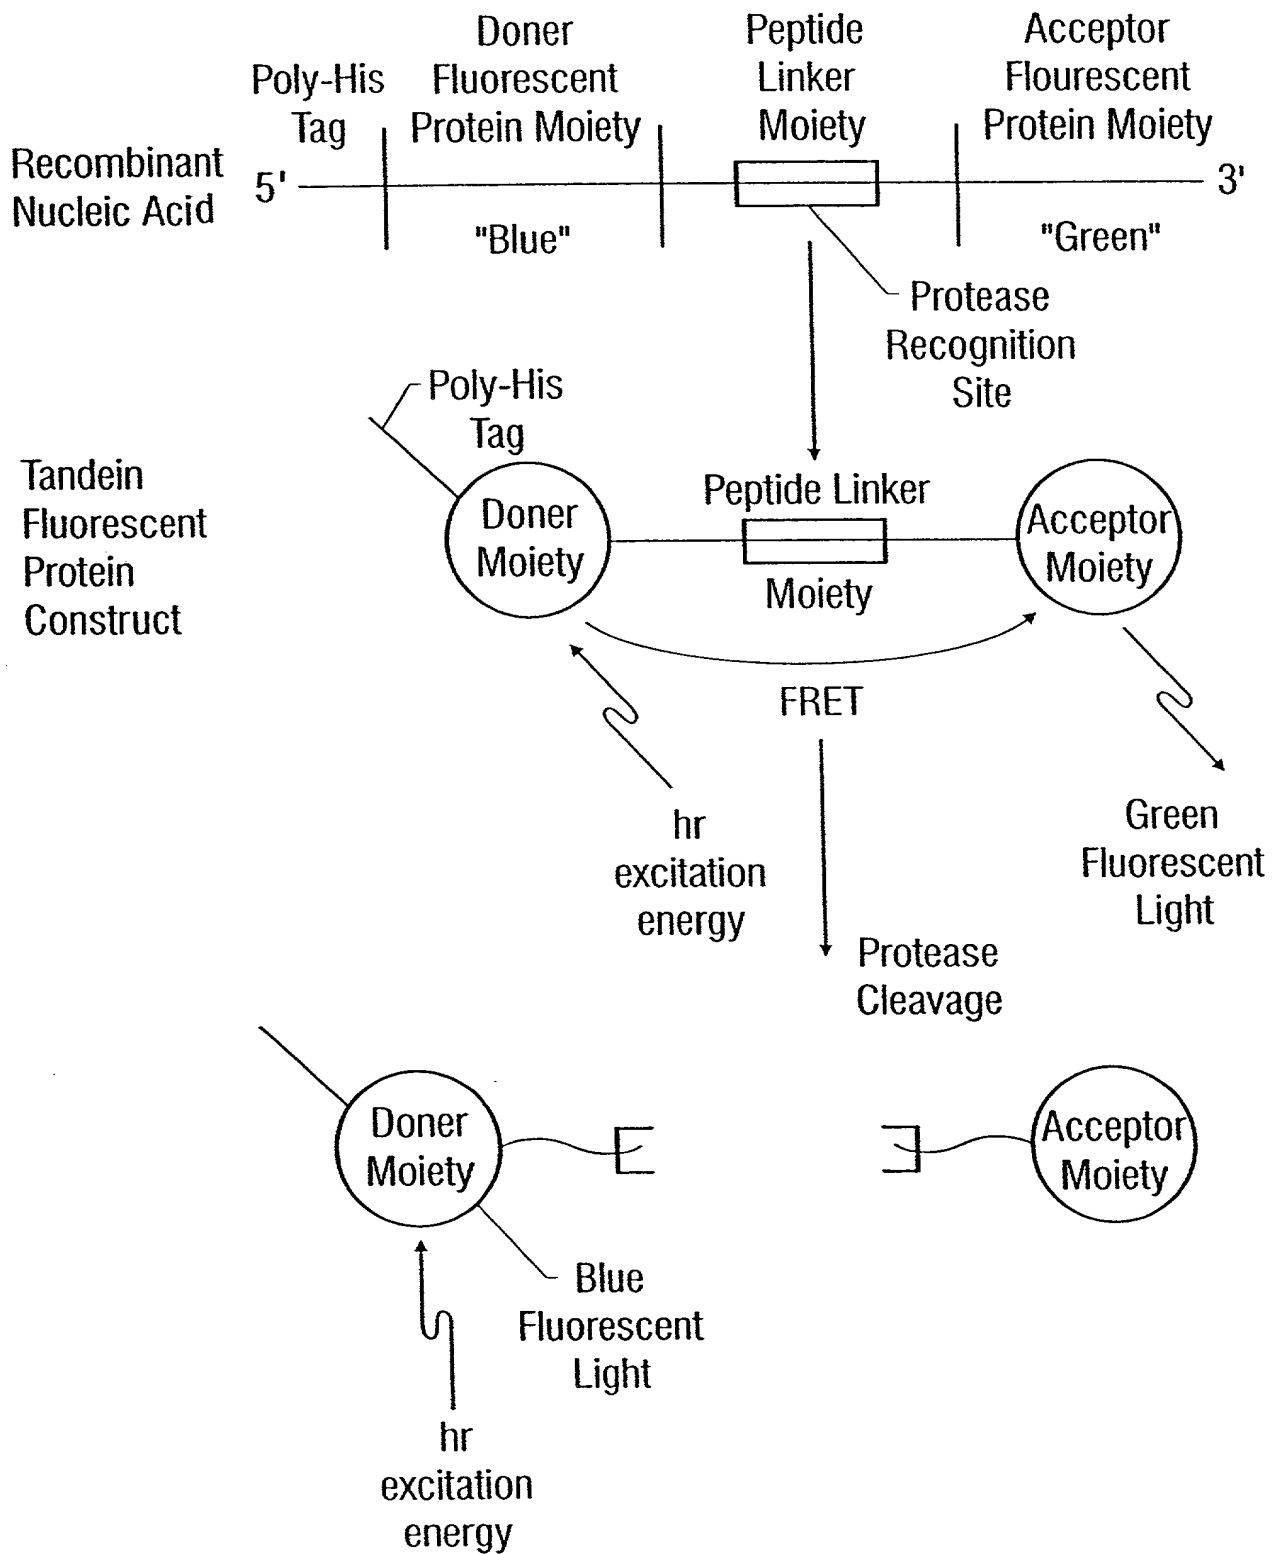 Doner
Fluorescent
Protein Moiety
Peptide
Linker
Moiety
Acceptor
Flourescent
Protein Moiety
Poly-His
Tag
Recombinant
Nucleic Acid
5'
3'
"Blue"
"Green"
Protease
Recognition
Site
Poly-His
Tag
Tandein
Fluorescent
Protein
Construct
Doner
Moiety
Peptide Linker
Moiety
Acceptor
Moiety
FRET
hr
excitation
energy
Green
Fluorescent
Light
Protease
Cleavage
Doner
Moiety
Acceptor
Moiety
Blue
Fluorescent
Light
hr
excitation
energy